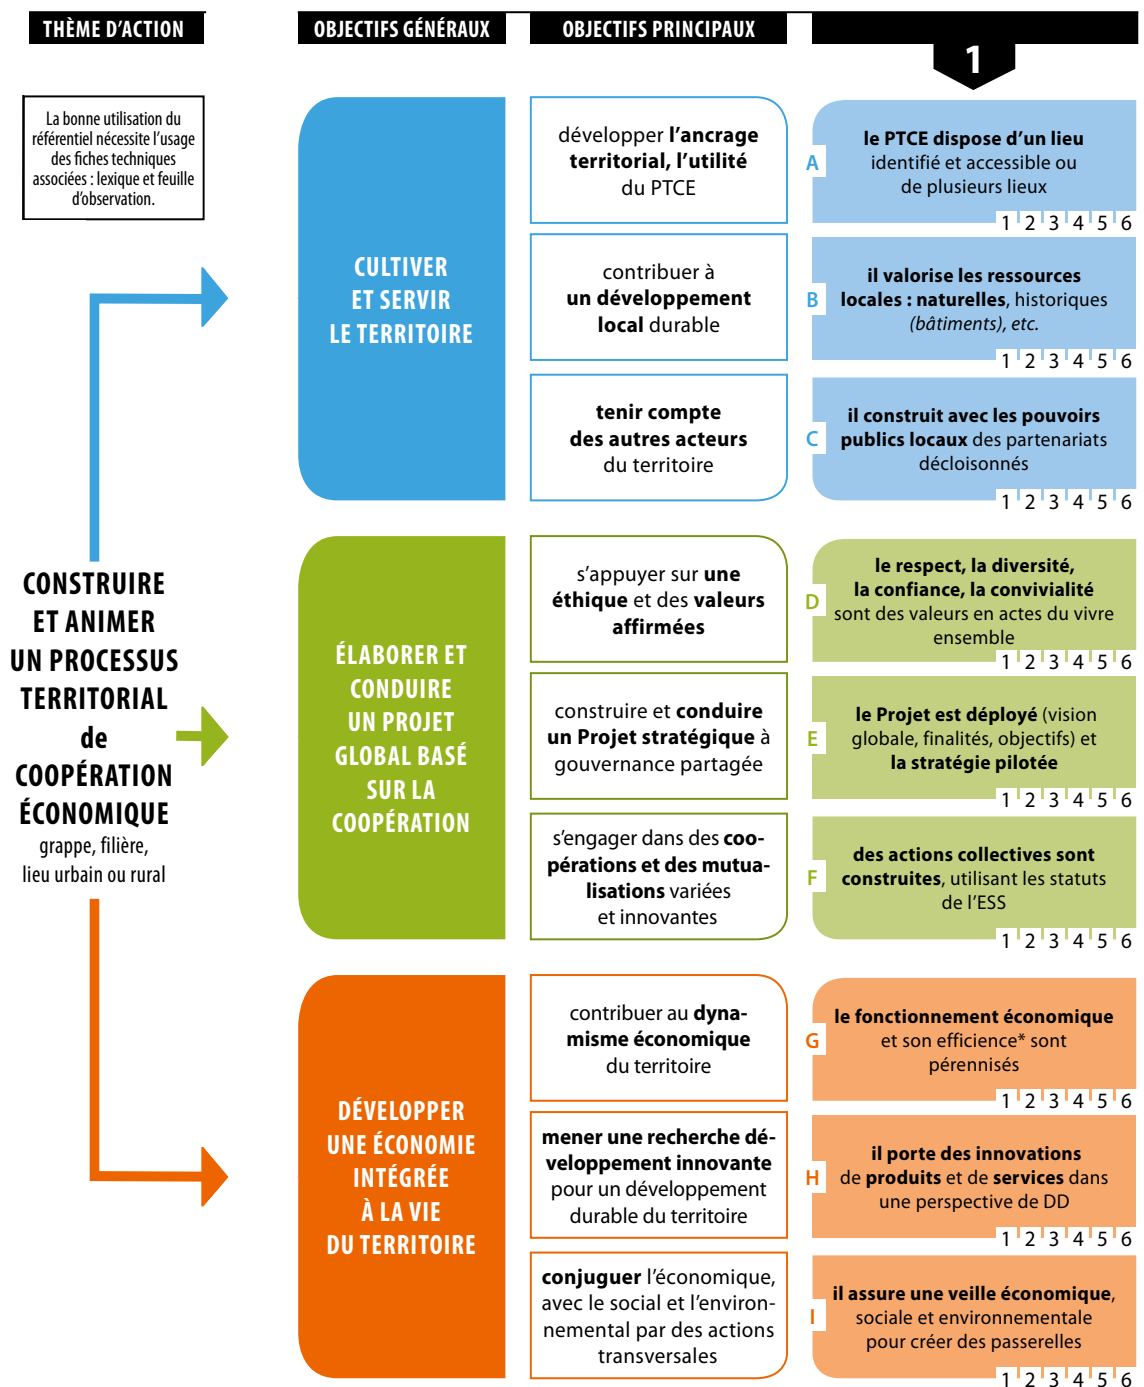 THÈME D'ACTION
OBJECTIFS GÉNÉRAUX
OBJECTIFS PRINCIPAUX
1
La bonne utilisation du
référentiel nécessite l'usage
des fiches techniques
associées : lexique et feuille
d'observation.
CONSTRUIRE
ET ANIMER
UN PROCESSUS
TERRITORIAL
de
COOPÉRATION
ÉCONOMIQUE
grappe, filière,
lieu urbain ou rural
CULTIVER
ET SERVIR
LE TERRITOIRE
développer l'ancrage
territorial, l'utilité
du PTCE
A
le PTCE dispose d'un lieu
identifié et accessible ou
de plusieurs lieux
1 2 3 4 5 6
contribuer à
un développement
local durable
B
il valorise les ressources
locales : naturelles, historiques
(bâtiments), etc.
1 2 3 4 5 6
tenir compte
des autres acteurs
du territoire
C
il construit avec les pouvoirs
publics locaux des partenariats
décloisonnés
1 2 3 4 5 6
ÉLABORER ET
CONDUIRE
UN PROJET
GLOBAL BASÉ
SUR LA
COOPÉRATION
s'appuyer sur une
éthique et des valeurs
affirmées
D
le respect, la diversité,
la confiance, la convivialité
sont des valeurs en actes du vivre
ensemble
1 2 3 4 5 6
construire et conduire
un Projet stratégique à
gouvernance partagée
E
le Projet est déployé (vision
globale, finalités, objectifs) et
la stratégie pilotée
1 2 3 4 5 6
s'engager dans des coo-
pérations et des mutua-
lisations variées
et innovantes
F
des actions collectives sont
construites, utilisant les statuts
de l'ESS
1 2 3 4 5 6
DÉVELOPPER
UNE ÉCONOMIE
INTÉGRÉE
À LA VIE
DU TERRITOIRE
contribuer au dyna-
misme économique
du territoire
G
le fonctionnement économique
et son efficience* sont
pérennisés
1 2 3 4 5 6
mener une recherche dé-
veloppement innovante
pour un développement
durable du territoire
H
il porte des innovations
de produits et de services dans
une perspective de DD
1 2 3 4 5 6
conjuguer l'économique,
avec le social et l'environ-
nemental par des actions
transversales
I
il assure une veille économique,
sociale et environnementale
pour créer des passerelles
1 2 3 4 5 6